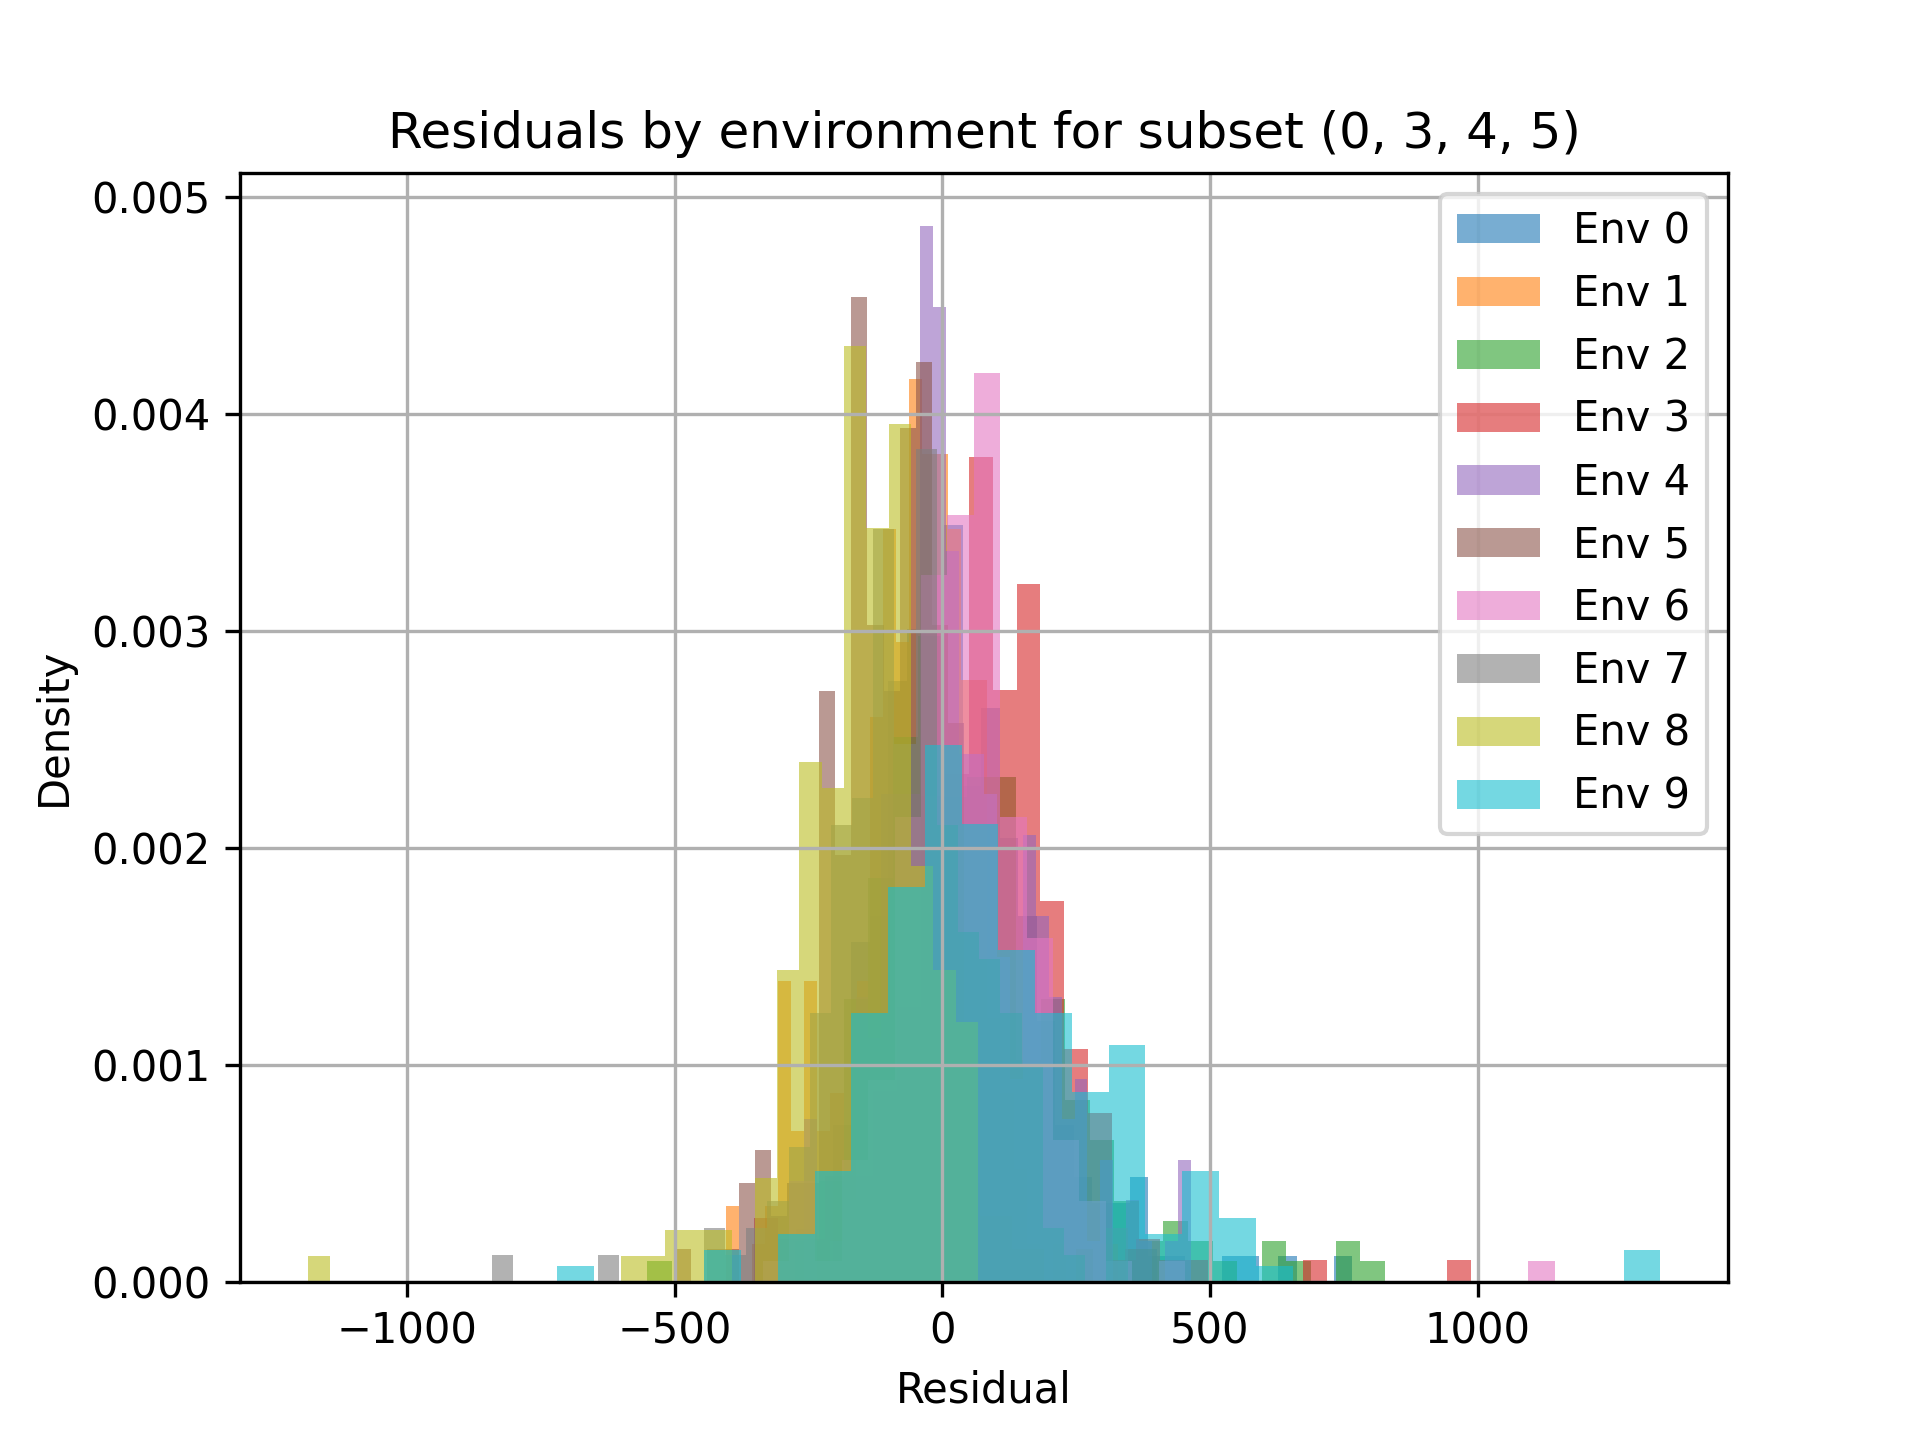 Residuals by environment for subset (0, 3, 4, 5)
0.005
0.004
0.003
0.002
0.001
0.000
Density
−1000
−500
0
500
1000
Residual
Env 0
Env 1
Env 2
Env 3
Env 4
Env 5
Env 6
Env 7
Env 8
Env 9